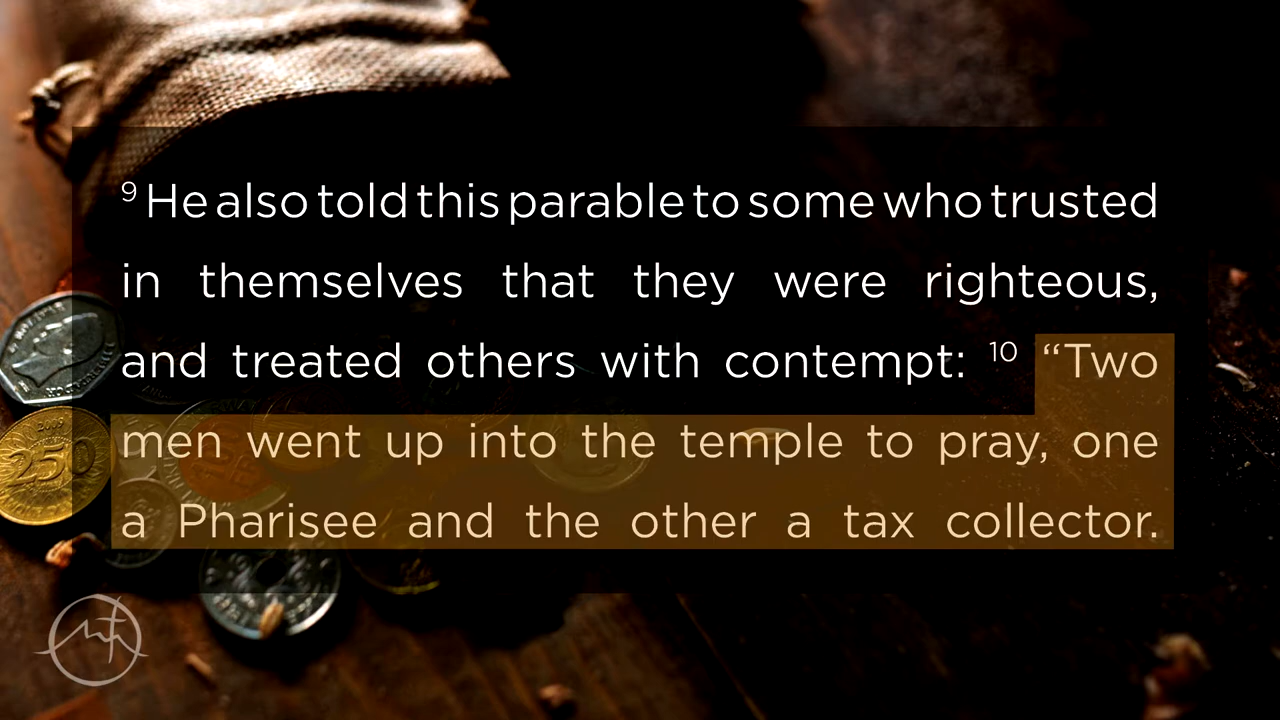 ⁹ He also told this parable to some who trusted
in themselves that they were righteous,
and treated others with contempt: ¹⁰ “Two
men went up into the temple to pray, one
a Pharisee and the other a tax collector.
2009
250